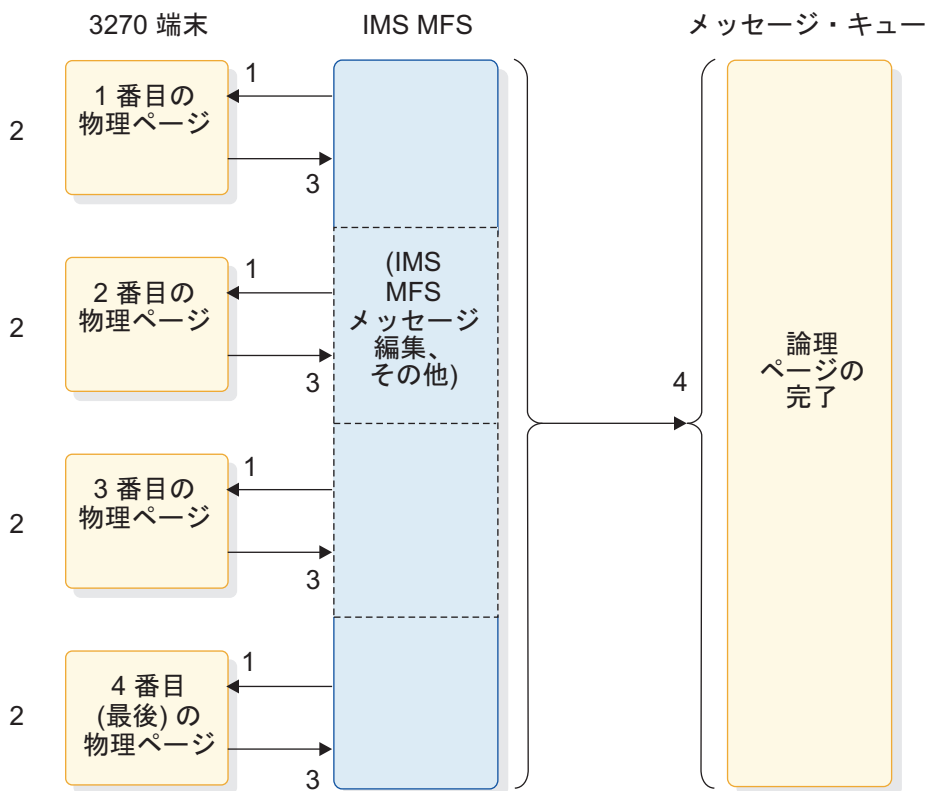 3270 端末
IMS MFS
メッセージ・キュー
1 番目の
物理ページ
1
2
3
2 番目の
物理ページ
1
2
3
(IMS
MFS
メッセージ
編集、
その他)
3 番目の
物理ページ
1
2
3
4 番目
(最後) の
物理ページ
1
2
3
4
論理
ページの
完了